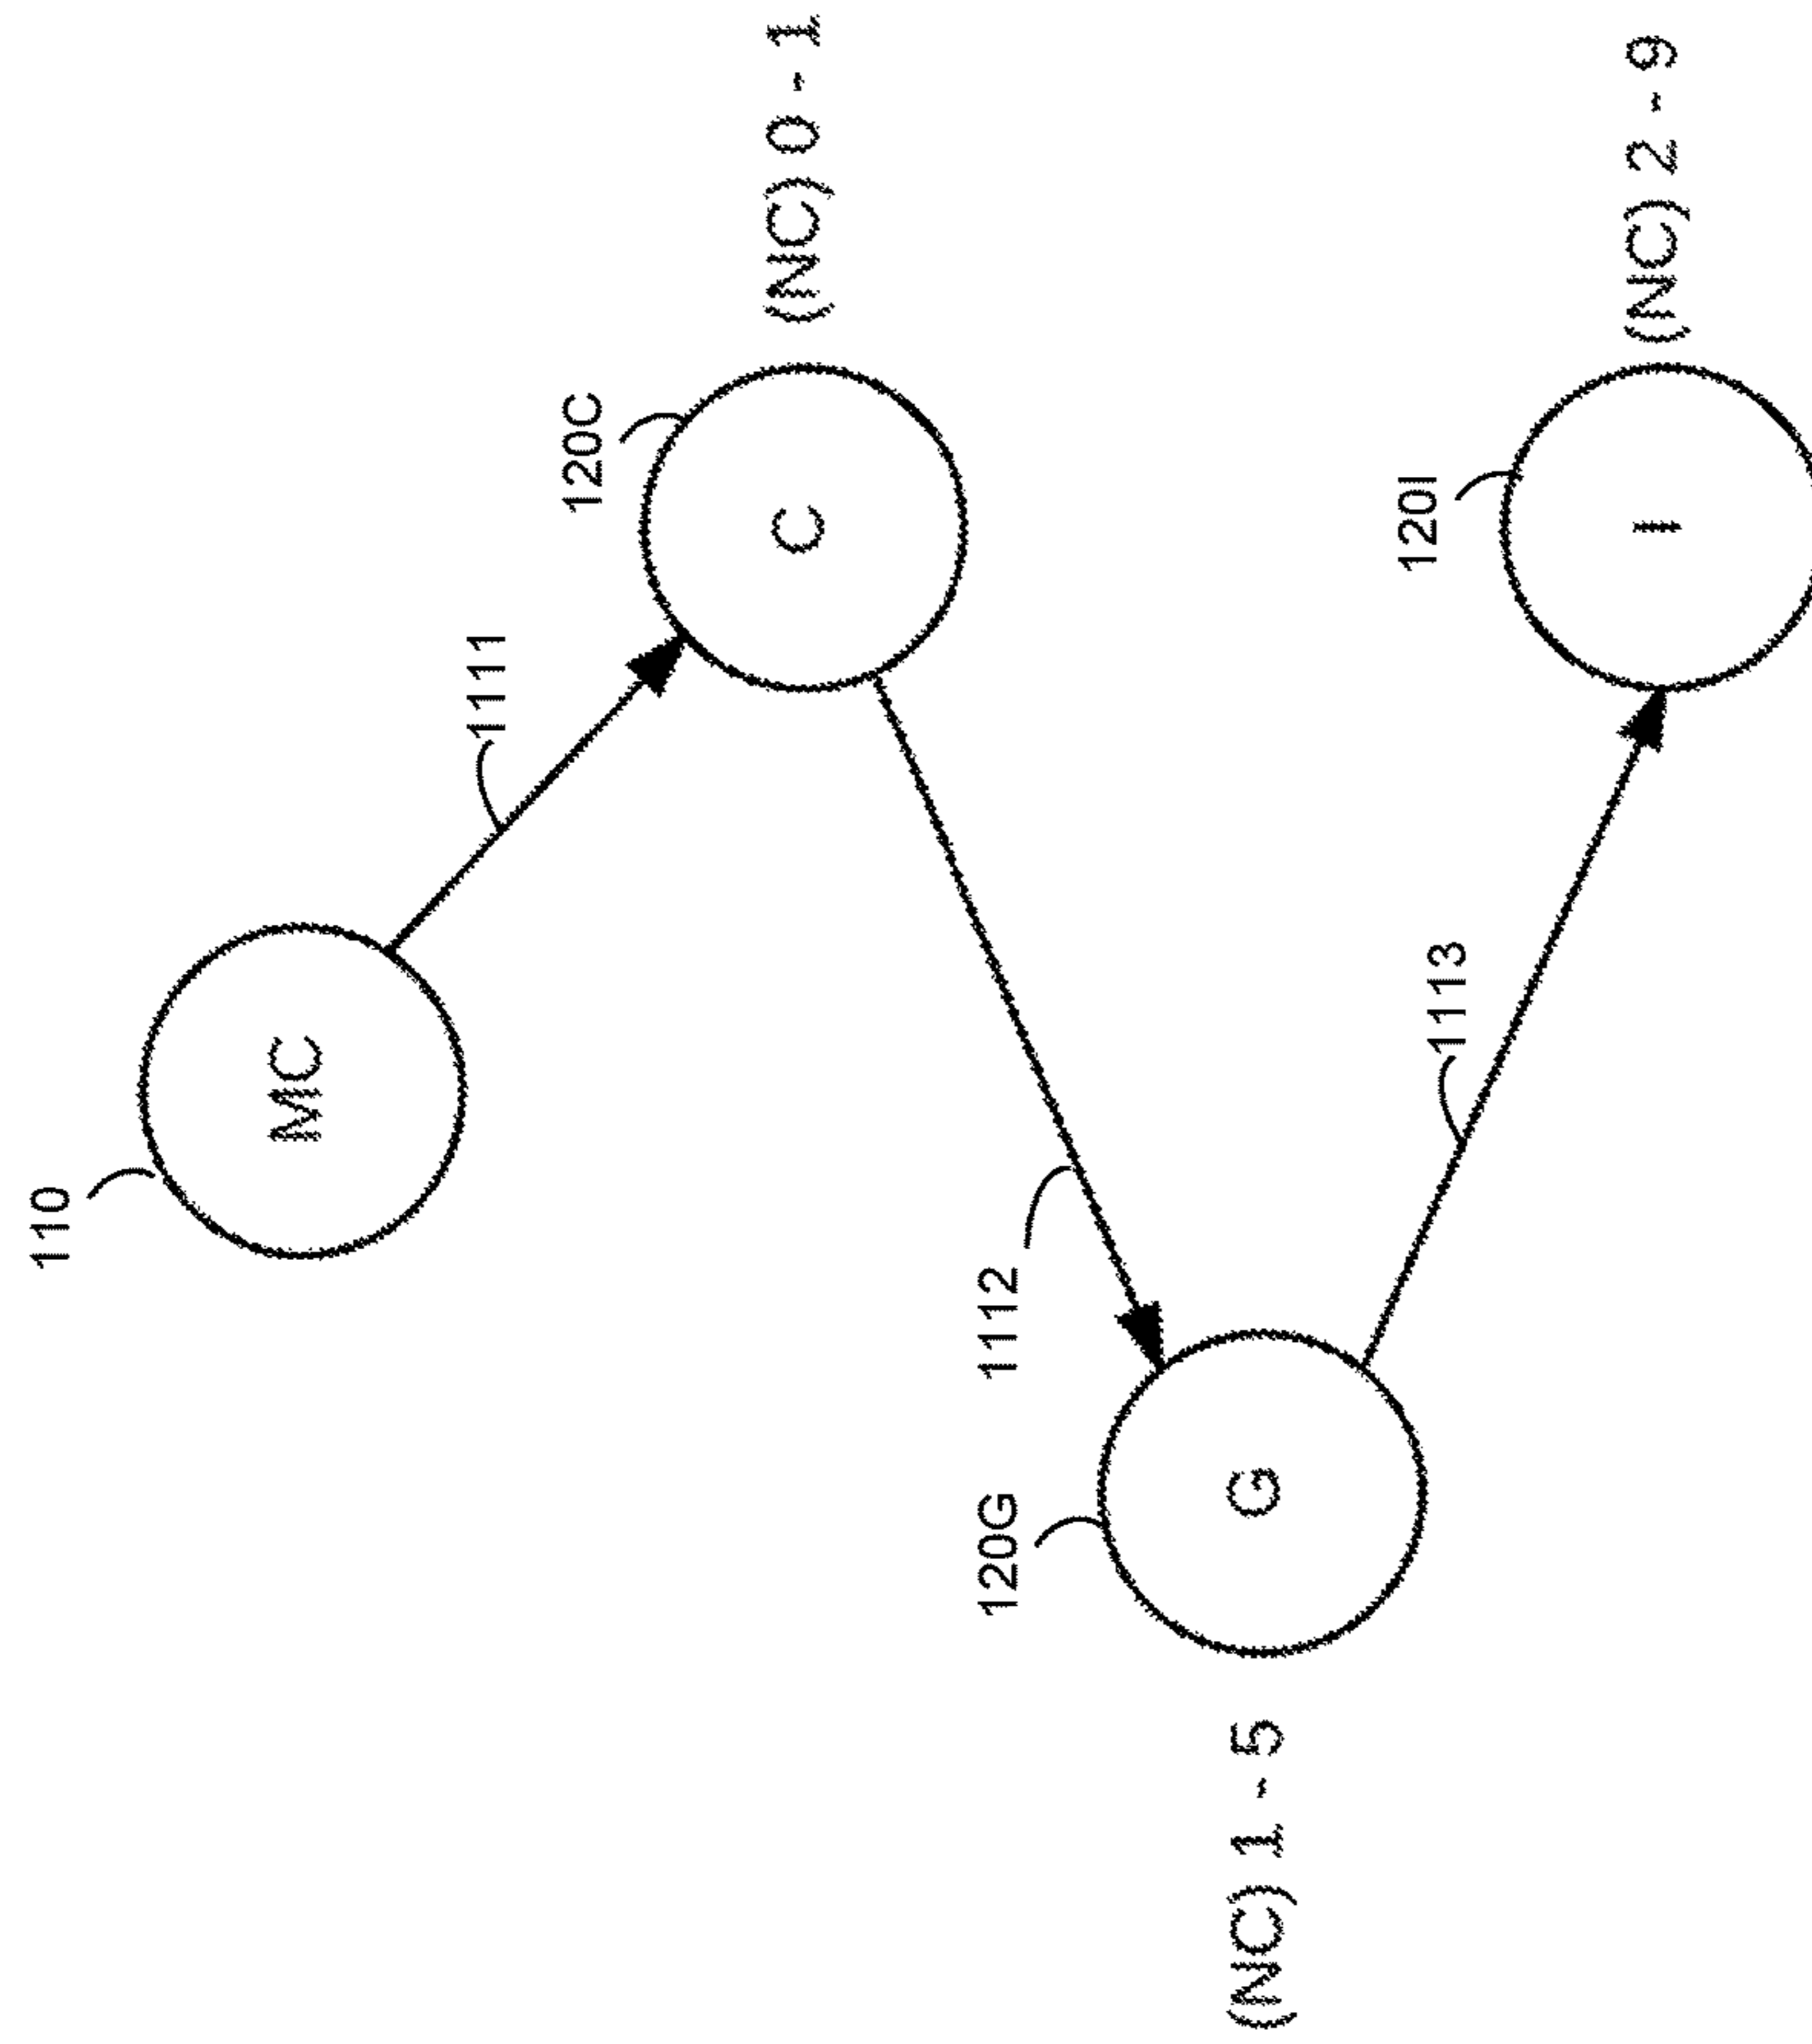 110
MC
1111
120C
C
(NC) 0 - 1
1112
120G
G
(NC) 1 - 5
1113
120I
I
(NC) 2 - 9